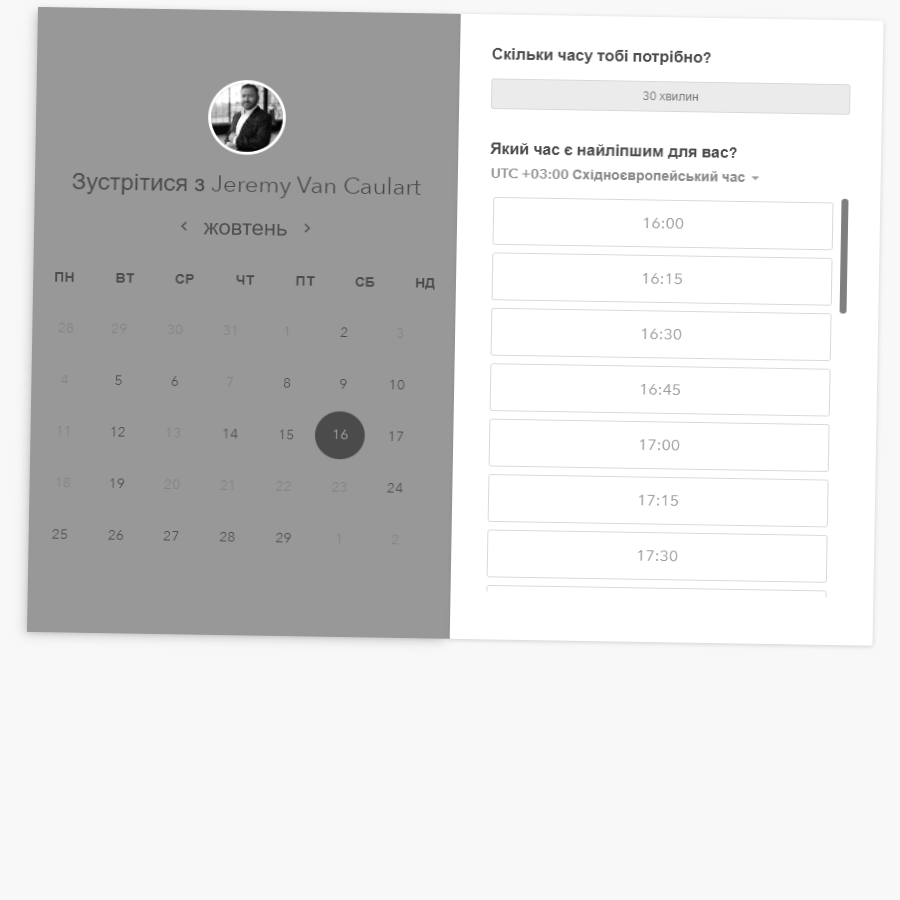 Зустрітися з Jeremy Van Caulart
жовтень
ПН ВТ СР ЧТ ПТ СБ НД
28 29 30 31 1 2 3
4 5 6 7 8 9 10
11 12 13 14 15 16 17
18 19 20 21 22 23 24
25 26 27 28 29 1 2
Скільки часу тобі потрібно?
30 хвилин
Який час є найліпшим для вас?
UTC +03:00 Східноєвропейський час
16:00
16:15
16:30
16:45
17:00
17:15
17:30